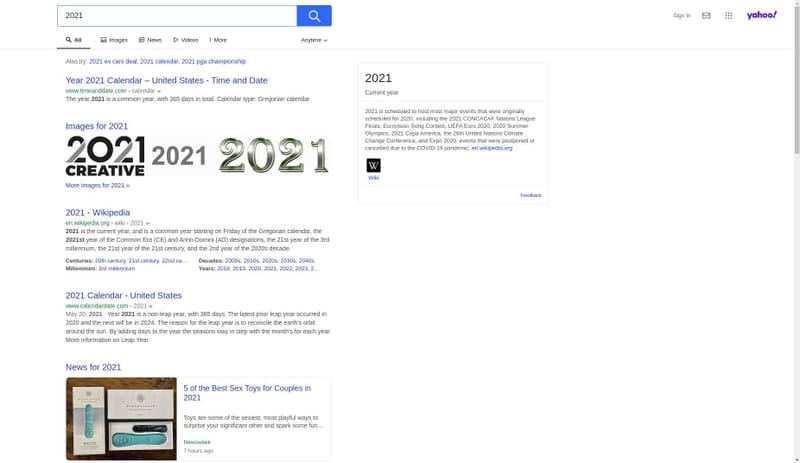 2021
Sign In
yahoo!
All
Images
News
Videos
More
Anytime
Also try: 2021 ev cars deal, 2021 calendar, 2021 pga championship
Year 2021 Calendar – United States - Time and Date
www.timeanddate.com › calendar
The year 2021 is a common year, with 365 days in total. Calendar type: Gregorian calendar
Images for 2021
2021
CREATIVE
2021
2021
More images for 2021 »
2021 - Wikipedia
en.wikipedia.org › wiki › 2021
2021 is the current year, and is a common year starting on Friday of the Gregorian calendar, the
2021st year of the Common Era (CE) and Anno Domini (AD) designations, the 21st year of the 3rd
millennium, the 21st year of the 21st century, and the 2nd year of the 2020s decade.
Centuries: 20th century, 21st century, 22nd ce...
Decades: 2000s, 2010s, 2020s, 2030s, 2040s
Millennium: 3rd millennium
Years: 2018, 2019, 2020, 2021, 2022, 2023, 2...
2021 Calendar - United States
www.calendardate.com › 2021
May 20, 2021 · Year 2021 is a non-leap year, with 365 days. The latest prior leap year occurred in
2020 and the next will be in 2024. The reason for the leap year is to reconcile the earth's orbit
around the sun. By adding days to the year the seasons stay in step with the month's for each year.
More information on Leap Year.
News for 2021
5 of the Best Sex Toys for Couples in
2021
Toys are some of the sexiest, most playful ways to
surprise your significant other and spark some fun...
Newsweek
7 hours ago
2021
Current year
2021 is scheduled to host most major events that were originally
scheduled for 2020, including the 2021 CONCACAF Nations League
Finals, Eurovision Song Contest, UEFA Euro 2020, 2020 Summer
Olympics, 2021 Copa America, the 26th United Nations Climate
Change Conference, and Expo 2020, events that were postponed or
cancelled due to the COVID-19 pandemic. en.wikipedia.org
W
Wiki
Feedback